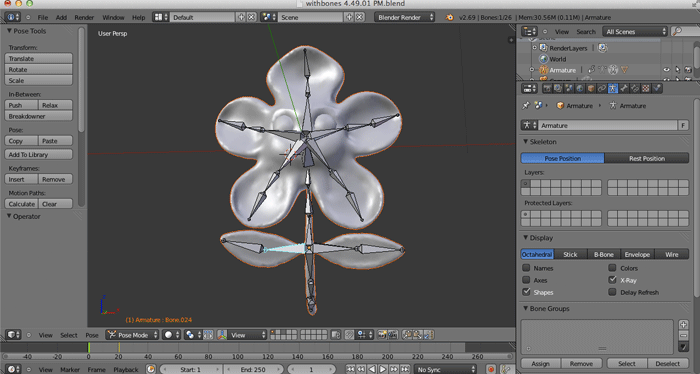 withbones 4.49.01 PM.blend
File Render Window Help Default Scene Blender Render v2.69 | Bones:1/26 | Mem:30.56M (0.11M) | Armature
Pose Tools
Transform:
Translate
Rotate
Scale
In-Between:
Push Relax
Breakdowner
Pose:
Copy Paste
Add To Library
Keyframes:
Insert Remove
Motion Paths:
Calculate Clear
Operator
User Persp
(1) Armature : Bone.024
View Select Pose Pose Mode View
View Marker Frame Playback Start: 1 End: 250 1 No Sync
-40 -20 0 20 40 60 80 100 120 140 160 180 200 220 240 260
View Search All Scenes
RenderLayers
World
Armature
Armature Armature
Armature F
Skeleton
Pose Position Rest Position
Layers:
Protected Layers:
Display
Octahedral Stick B-Bone Envelope Wire
Names Colors
Axes X-Ray
Shapes Delay Refresh
Bone Groups
Assign Remove Select Deselect